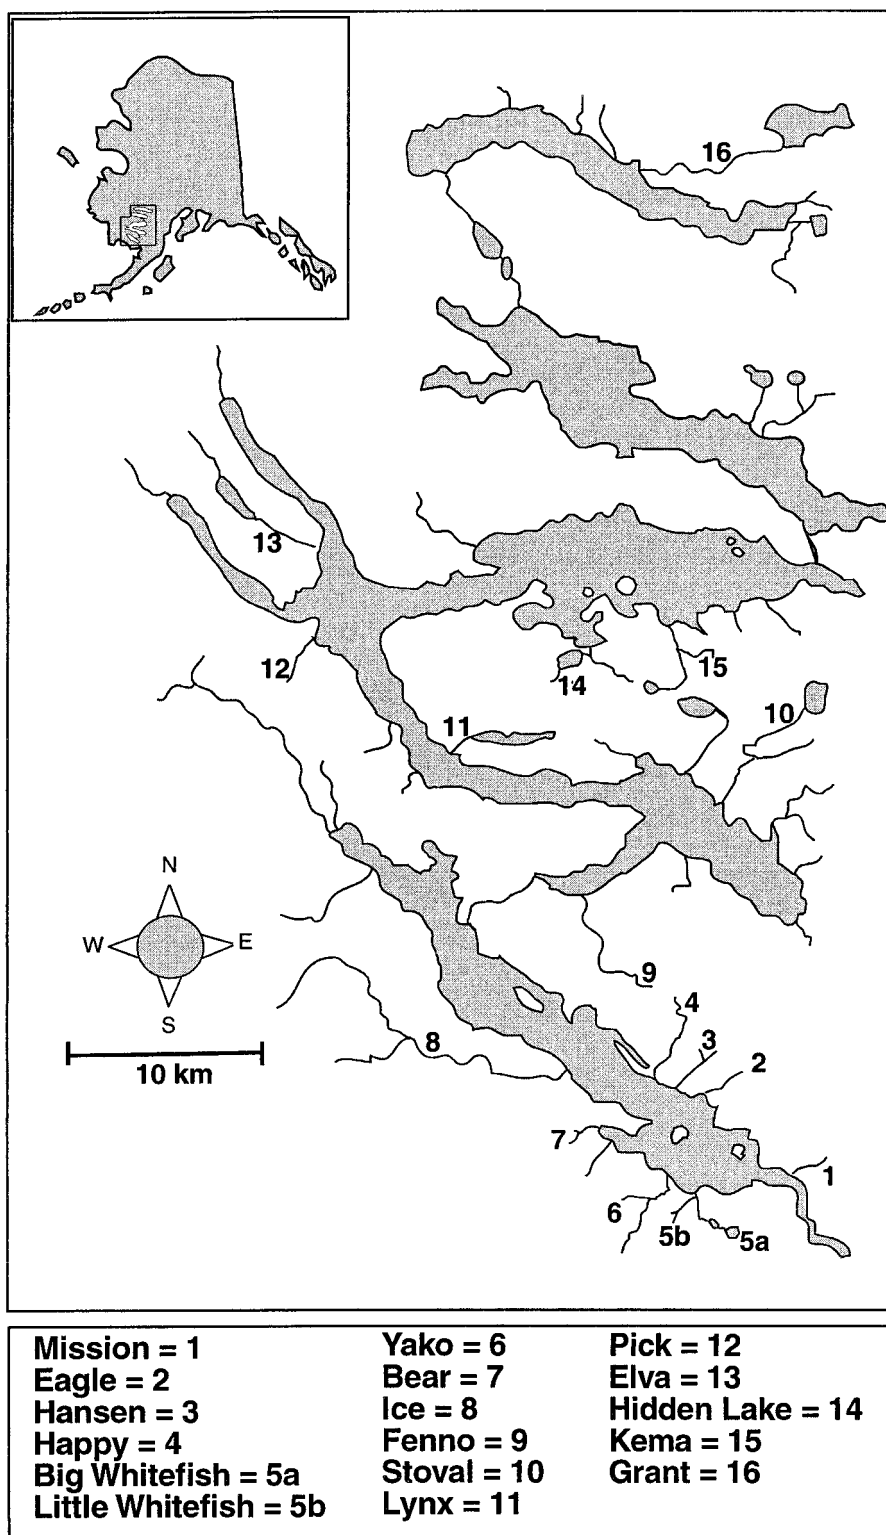 16
13
12
15
14
10
11
N
W E
S
9
4
8
3
10 km
2
7
1
6
5b
5a
Mission = 1
Eagle = 2
Hansen = 3
Happy = 4
Big Whitefish = 5a
Little Whitefish = 5b
Yako = 6
Bear = 7
Ice = 8
Fenno = 9
Stoval = 10
Lynx = 11
Pick = 12
Elva = 13
Hidden Lake = 14
Kema = 15
Grant = 16